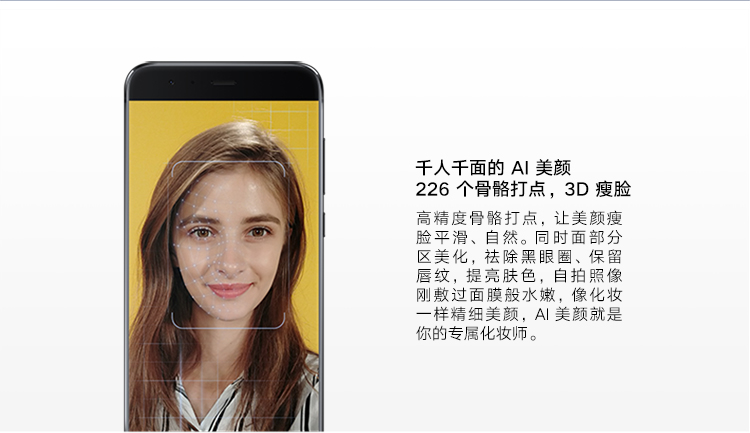 千人千面的 AI 美颜
226 个骨骼打点，3D 瘦脸
高精度骨骼打点，让美颜瘦
脸平滑、自然。同时面部分
区美化，祛除黑眼圈、保留
唇纹，提亮肤色，自拍照像
刚敷过面膜般水嫩，像化妆
一样精细美颜，AI 美颜就是
你的专属化妆师。